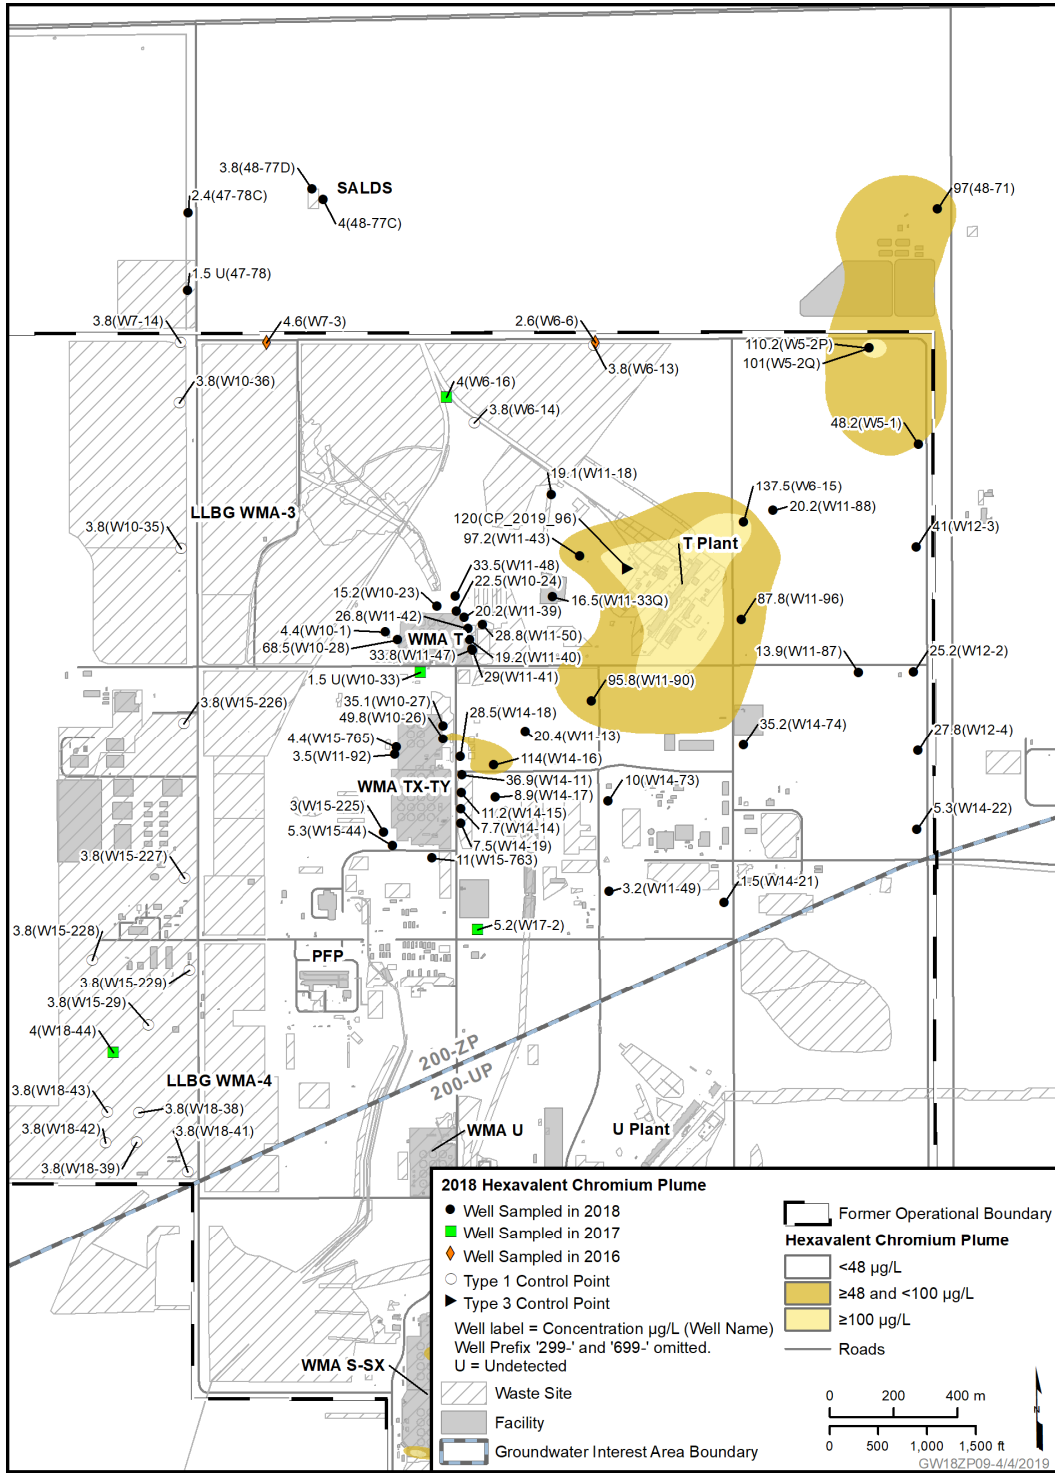 3.8(48-77D)
SALDS
2.4(47-78C)
4(48-77C)
97(48-71)
1.5 U(47-78)
3.8(W7-14)
4.6(W7-3)
2.6(W6-6)
110.2(W5-2P)
101(W5-2Q)
3.8(W6-13)
3.8(W10-36)
4(W6-16)
3.8(W6-14)
48.2(W5-1)
19.1(W11-18)
137.5(W6-15)
20.2(W11-88)
LLBG WMA-3
3.8(W10-35)
120(CP_2019_96)
97.2(W11-43)
T Plant
41(W12-3)
33.5(W11-48)
22.5(W10-24)
15.2(W10-23)
16.5(W11-33Q)
20.2(W11-39)
26.8(W11-42)
87.8(W11-96)
4.4(W10-1)
WMA T
28.8(W11-50)
68.5(W10-28)
33.8(W11-47)
19.2(W11-40)
13.9(W11-87)
25.2(W12-2)
1.5 U(W10-33)
29(W11-41)
3.8(W15-226)
35.1(W10-27)
95.8(W11-90)
49.8(W10-26)
28.5(W14-18)
35.2(W14-74)
4.4(W15-765)
20.4(W11-13)
27.8(W12-4)
3.5(W11-92)
114(W14-16)
WMA TX-TY
36.9(W14-11)
10(W14-73)
8.9(W14-17)
3(W15-225)
11.2(W14-15)
5.3(W14-22)
5.3(W15-44)
7.7(W14-14)
7.5(W14-19)
3.8(W15-227)
11(W15-763)
3.2(W11-49)
1.5(W14-21)
5.2(W17-2)
3.8(W15-228)
PFP
3.8(W15-229)
3.8(W15-29)
4(W18-44)
200-ZP
200-UP
LLBG WMA-4
3.8(W18-43)
3.8(W18-38)
3.8(W18-42)
3.8(W18-41)
WMA U
U Plant
3.8(W18-39)
WMA S-SX
2018 Hexavalent Chromium Plume
Well Sampled in 2018
Well Sampled in 2017
Well Sampled in 2016
Type 1 Control Point
Type 3 Control Point
Well label = Concentration µg/L (Well Name)
Well Prefix '299-' and '699-' omitted.
U = Undetected
Waste Site
Facility
Groundwater Interest Area Boundary
Former Operational Boundary
Hexavalent Chromium Plume
<48 µg/L
≥48 and <100 µg/L
≥100 µg/L
Roads
0 200 400 m
0 500 1,000 1,500 ft
N
GW18ZP09-4/4/2019